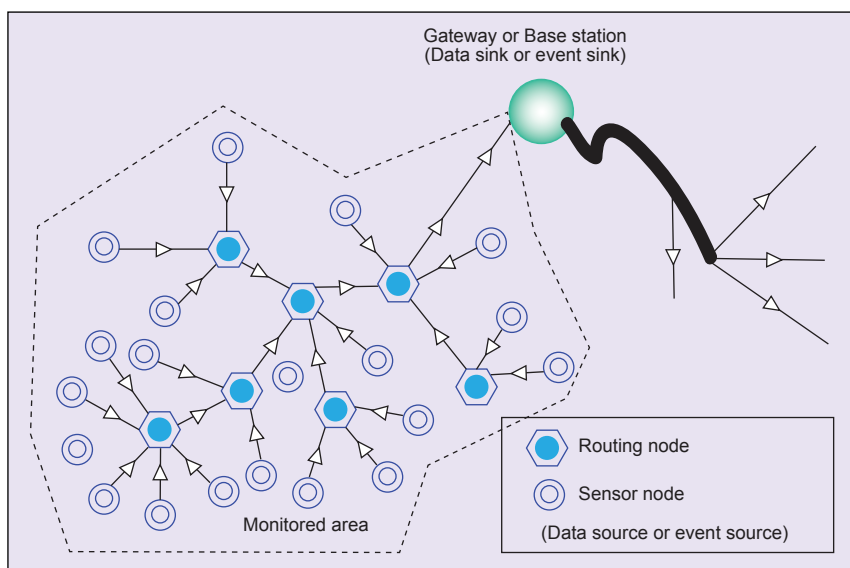 Gateway or Base station
(Data sink or event sink)
Monitored area
Routing node
Sensor node
(Data source or event source)